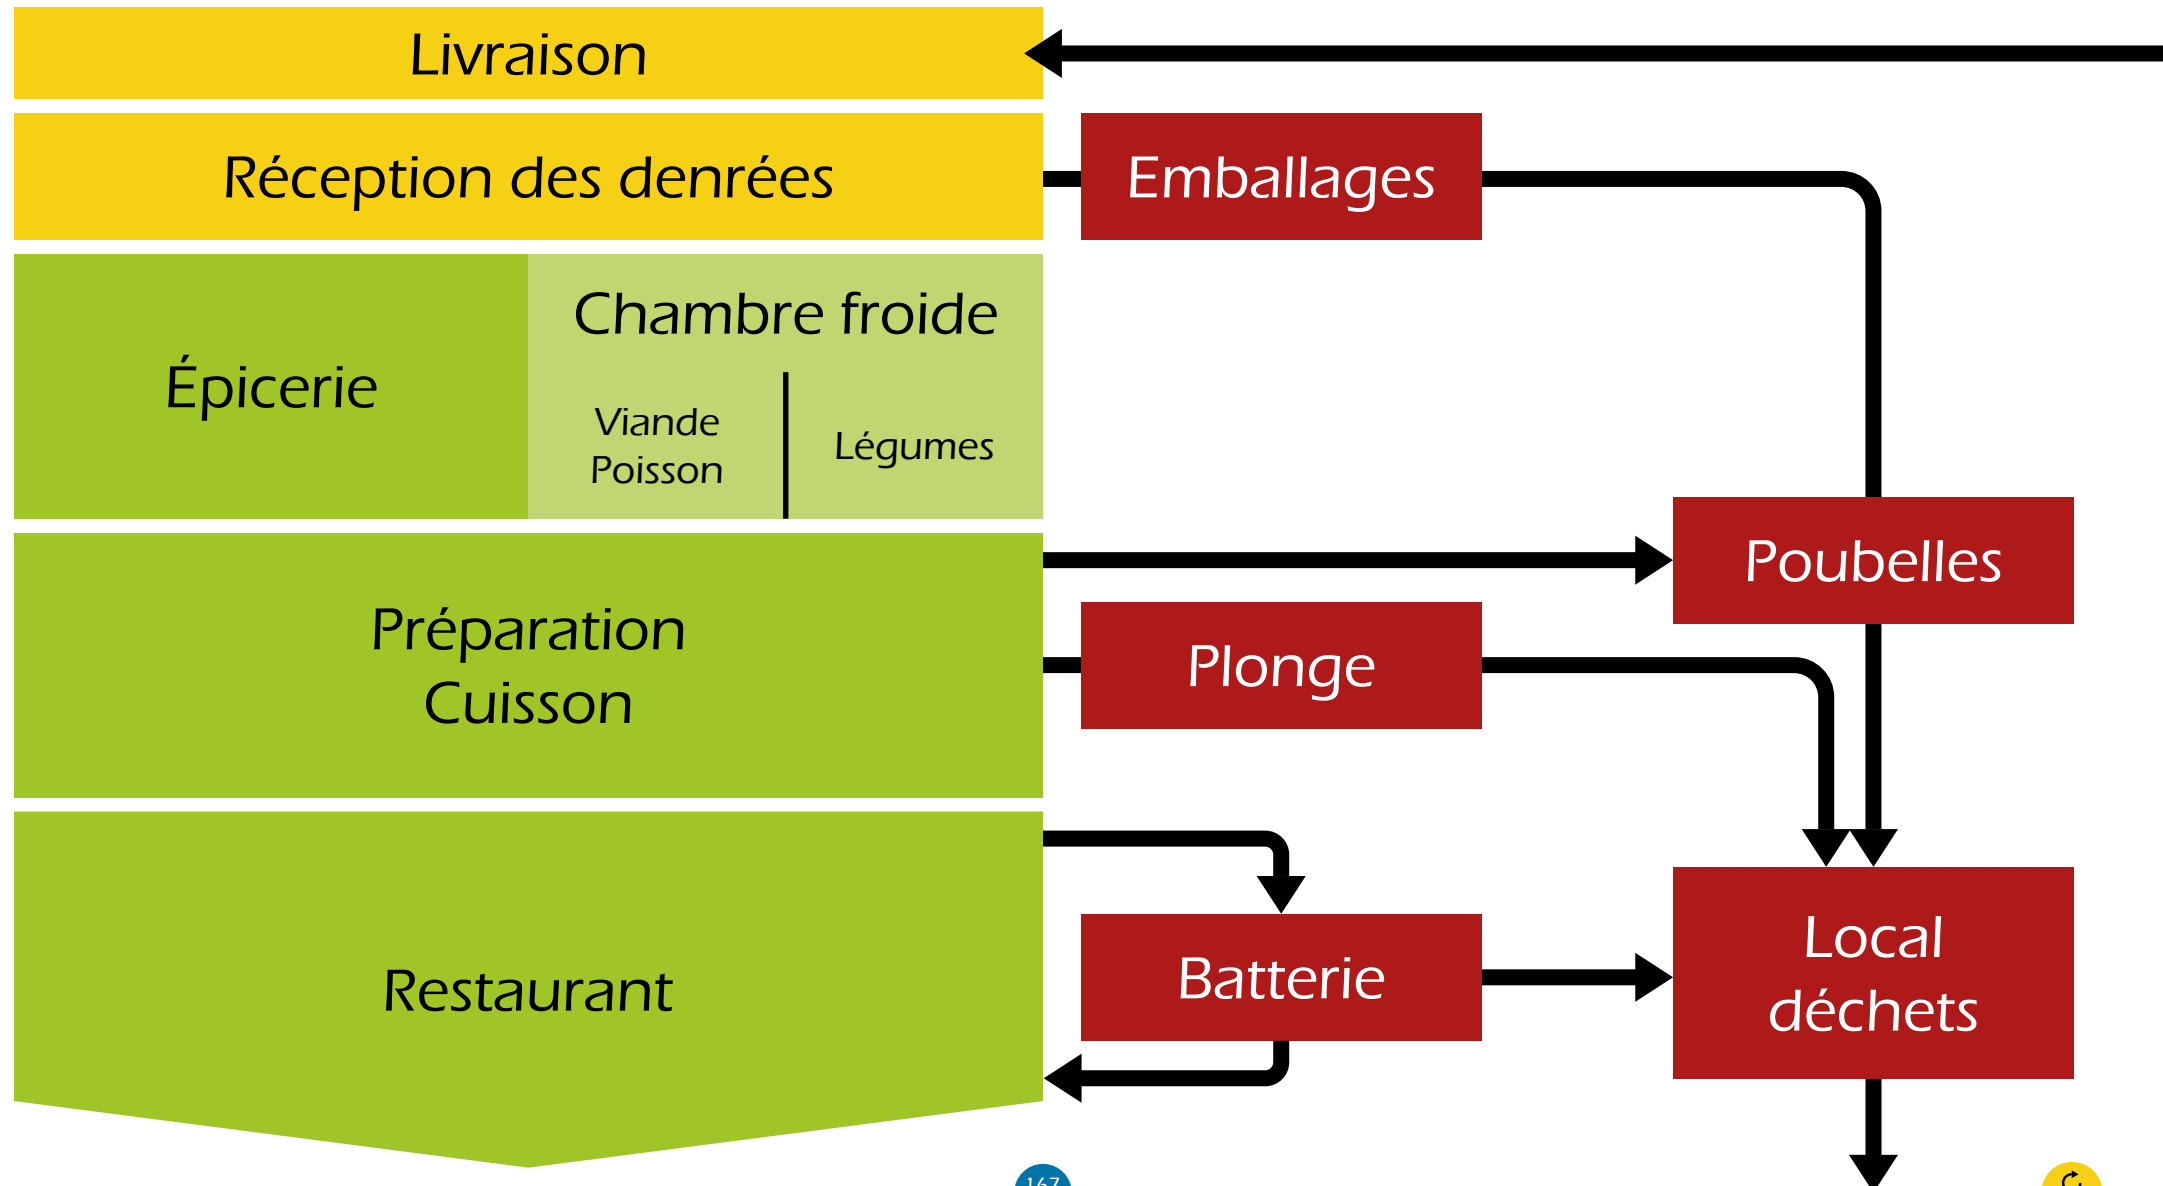 Livraison
Réception des denrées
Emballages
Épicerie
Chambre froide
Viande
Poisson
Légumes
Poubelles
Préparation
Cuisson
Plonge
Restaurant
Batterie
Local
déchets
167